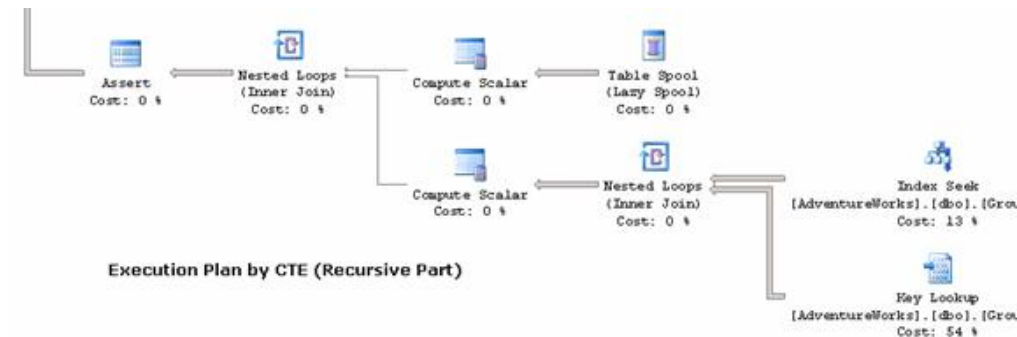 Assert
Cost: 0 %
Nested Loops
(Inner Join)
Cost: 0 %
Compute Scalar
Cost: 0 %
Table Spool
(Lazy Spool)
Cost: 0 %
Compute Scalar
Cost: 0 %
Nested Loops
(Inner Join)
Cost: 0 %
Index Seek
[AdventureWorks].[dbo].[Grou
Cost: 13 %
Execution Plan by CTE (Recursive Part)
Key Lookup
[AdventureWorks].[dbo].[Grou
Cost: 54 %